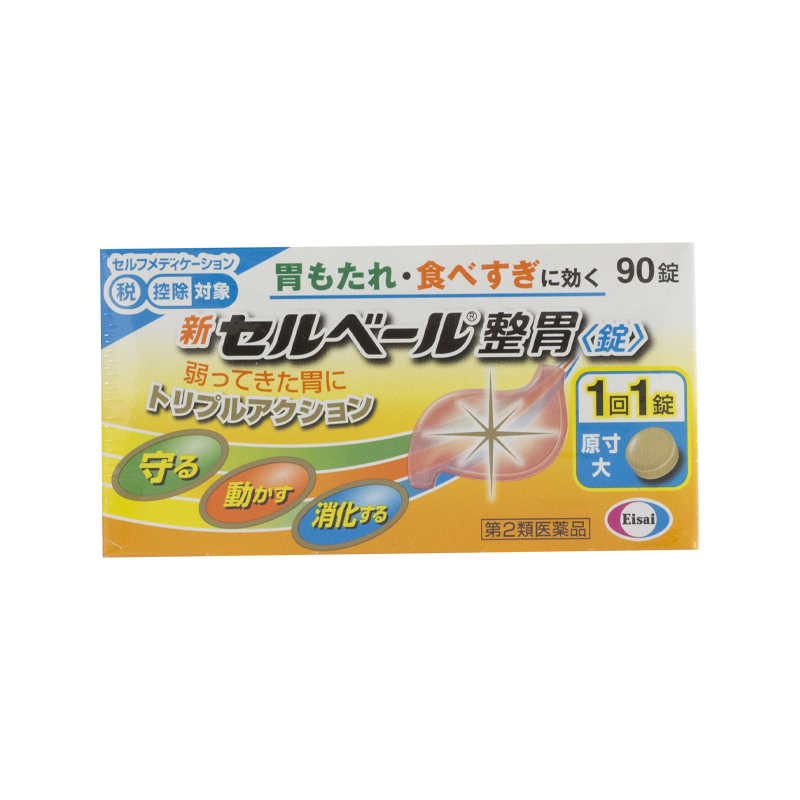 セルフメディケーション
税 控除 対象
胃もたれ・食べすぎに効く
90錠
新セルベール®整胃〈錠〉
弱ってきた胃に
トリプルアクション
守る
動かす
消化する
1回1錠
原寸
大
第2類医薬品
Eisai